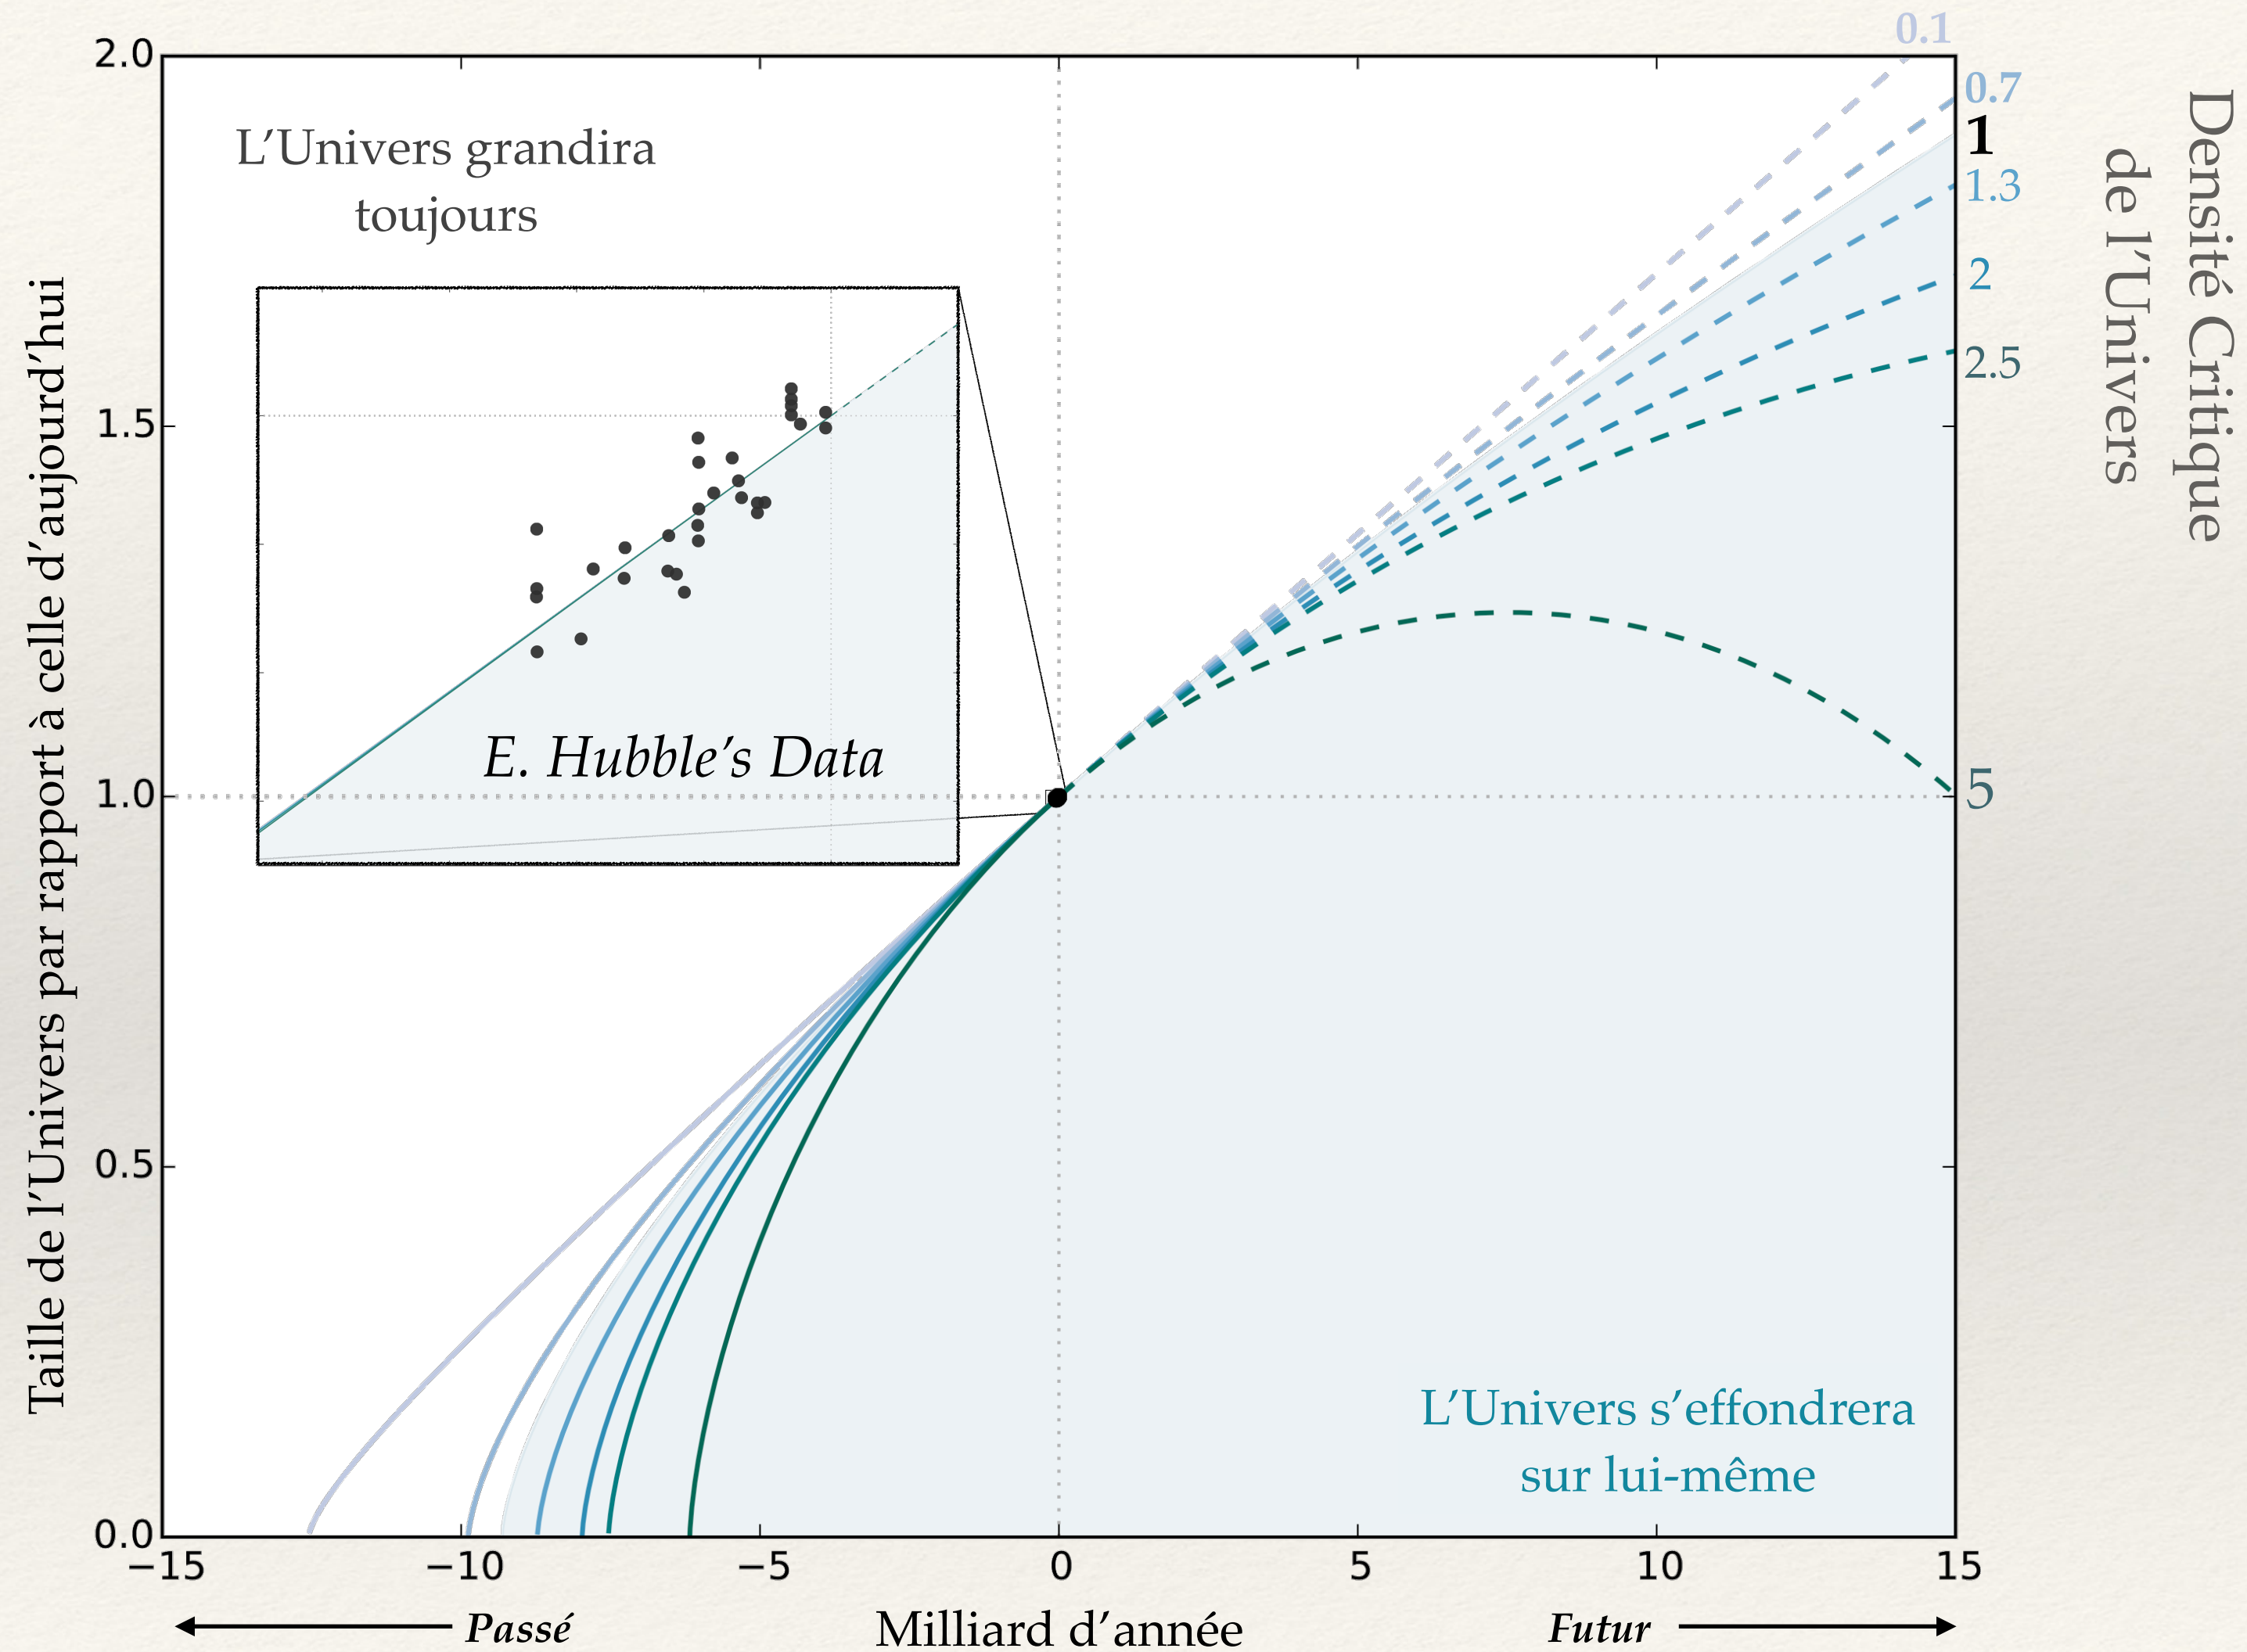 0.1
2.0
0.7
1
1.3
2
2.5
5
Densité Critique
de l'Univers
L'Univers grandira
toujours
Taille de l'Univers par rapport à celle d'aujourd'hui
1.5
E. Hubble's Data
1.0
0.5
L'Univers s'effondrera
sur lui-même
0.0
−15 −10 −5 0 5 10 15
Passé Milliard d'année Futur